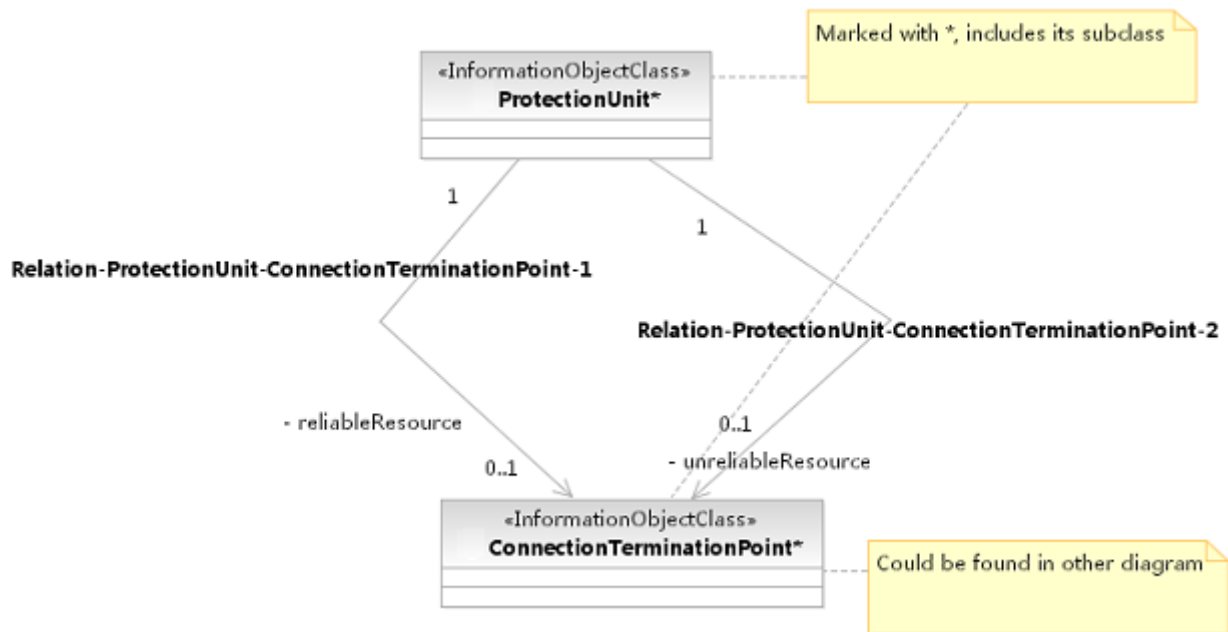 Marked with *, includes its subclass
«InformationObjectClass»
ProtectionUnit*
1
1
Relation-ProtectionUnit-ConnectionTerminationPoint-1
Relation-ProtectionUnit-ConnectionTerminationPoint-2
- reliableResource
0..1
0..1
- unreliableResource
«InformationObjectClass»
ConnectionTerminationPoint*
Could be found in other diagram